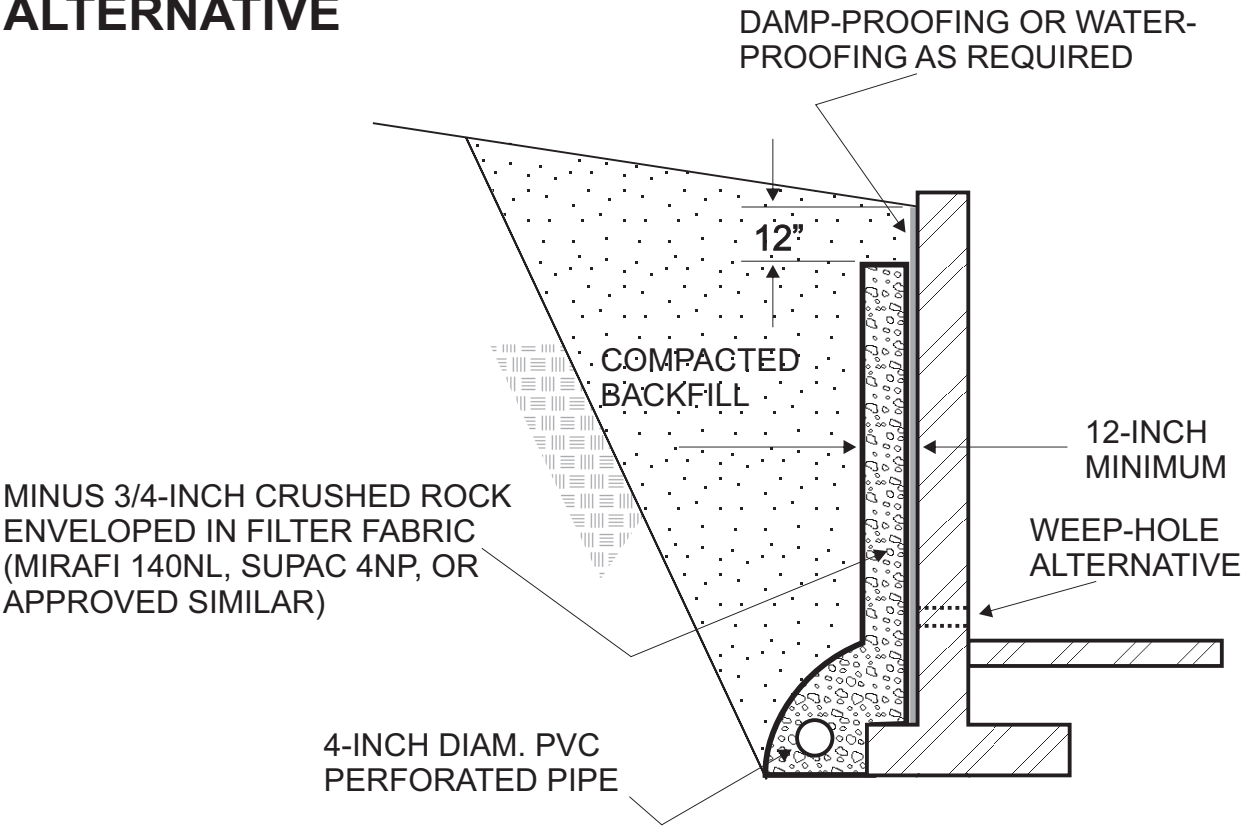 ALTERNATIVE
DAMP-PROOFING OR WATER-
PROOFING AS REQUIRED
12”
COMPACTED
BACKFILL
12-INCH
MINIMUM
MINUS 3/4-INCH CRUSHED ROCK
ENVELOPED IN FILTER FABRIC
(MIRAFI 140NL, SUPAC 4NP, OR
APPROVED SIMILAR)
WEEP-HOLE
ALTERNATIVE
4-INCH DIAM. PVC
PERFORATED PIPE